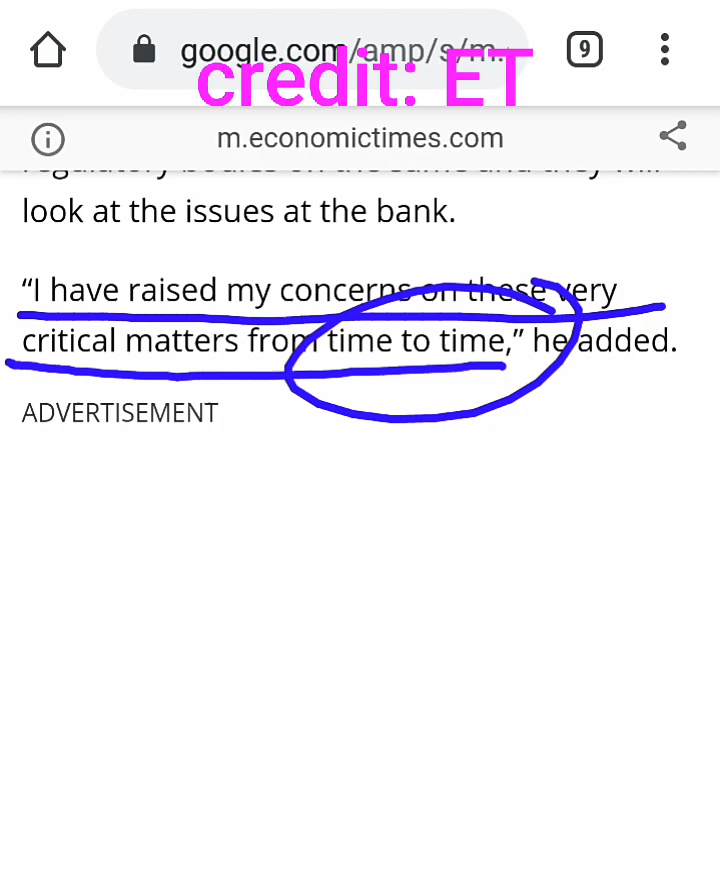 google.com/amp/s/m.
9
credit: ET
m.economictimes.com
look at the issues at the bank.
“I have raised my concerns on these very
critical matters from time to time,” he added.
ADVERTISEMENT